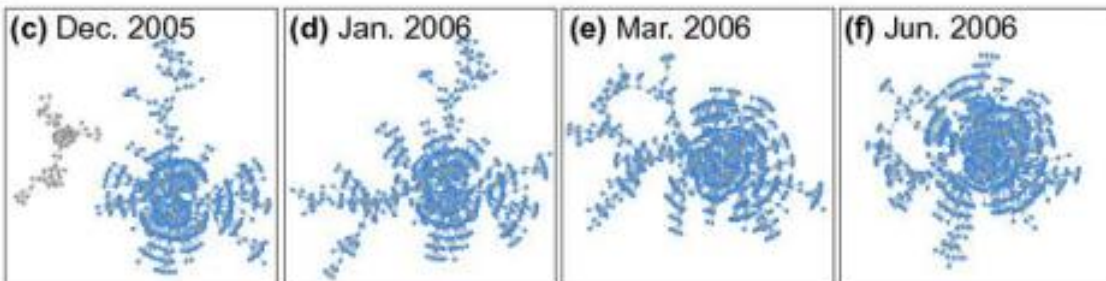 (c) Dec. 2005
(d) Jan. 2006
(e) Mar. 2006
(f) Jun. 2006